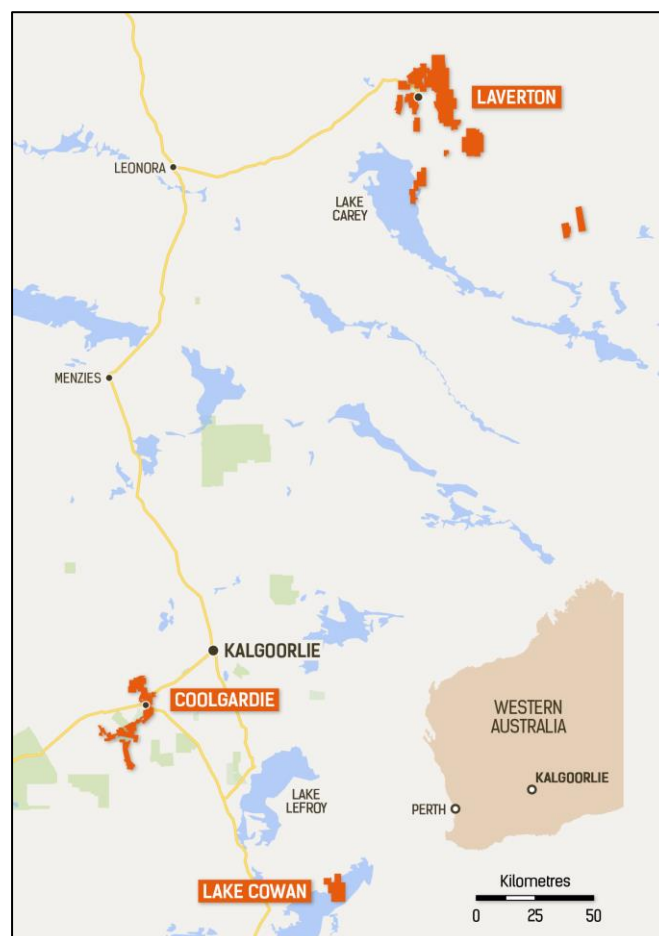 LAVERTON
LEONORA
LAKE
CAREY
MENZIES
KALGOORLIE
COOLGARDIE
WESTERN
AUSTRALIA
KALGOORLIE
PERTH
LAKE
LEFROY
LAKE COWAN
Kilometres
0 25 50